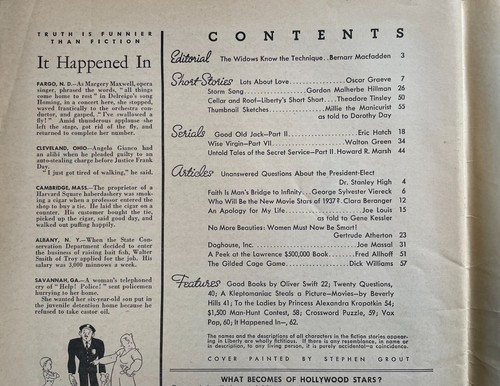 TRUTH IS FUNNIER
THAN FICTION
It Happened In
FARGO, N. D.—As Margery Maxwell, opera
singer, phrased the words, "all things
come home to rest" in Delreigo's song
Homing, in a concert here, she stopped,
waved frantically to the orchestra con-
ductor, and gasped, "I've swallowed a
fly!" Amid thunderous applause she
left the stage, got rid of the fly, and
returned to complete her number.
CLEVELAND, OHIO—Angelo Gianco had
an alibi when he pleaded guilty to an
autostealing charge before Justice Frank
Day.
"I just got tired of walking," he said.
CAMBRIDGE, MASS.—The proprietor of a
Harvard Square haberdashery was smok-
ing a cigar when a professor entered the
shop to buy a tie. He laid the cigar on a
counter. His customer bought the tie,
picked up the cigar, said good day, and
walked out puffing happily.
ALBANY, N. Y.—When the State Con-
servation Department decided to enter
the business of raising bait fish, Walter
Smith of Troy applied for the job. His
salary was 5,000 minnows a week.
SAVANNAH, GA.—A woman's telephoned
cry of "Help! Police!" sent policemen
hurrying to her home.
She wanted her six-year-old son put in
the juvenile detention home because he
refused to take castor oil.
CONTENTS
Editorial The Widows Know the Technique..Bernarr Macfadden 3
Short Stories Lots About Love.................Oscar Graeve 7
Storm Song..............Gordon Malherbe Hillman 26
Cellar and Roof—Liberty's Short Short....Theodore Tinsley 50
Thumbnail Sketches................Millie the Manicurist 55
as told to Dorothy Day
Serials Good Old Jack—Part II...............Eric Hatch 18
Wise Virgin—Part VII...................Walton Green 34
Untold Tales of the Secret Service—Part II. Howard R. Marsh 44
Articles Unanswered Questions About the President-Elect
Dr. Stanley High 4
Faith Is Man's Bridge to Infinity...George Sylvester Viereck 6
Who Will Be the New Movie Stars of 1937? Clara Beranger 12
An Apology for My Life.....................Joe Louis 15
as told to Gene Kessler
No More Beauties: Women Must Now Be Smart!
Gertrude Atherton 23
Doghouse, Inc..........................Joe Massal 31
A Peek at the Lawrence $500,000 Book......Fred Allhoff 51
The Gilded Cage Game..................Dick Williams 57
Features Good Books by Oliver Swift 22; Twenty Questions,
40; A Kleptomaniac Steals a Picture—Movies—by Beverly
Hills 41; To the Ladies by Princess Alexandra Kropotkin 54;
$1,500 Man-Hunt Contest, 58; Crossword Puzzle, 59; Vox
Pop, 60; It Happened In—, 62.
The names and the descriptions of all characters in the fiction stories appear-
ing in Liberty are wholly fictitious. If there is any resemblance, in name or
in description, to any living person, it is purely accidental—a coincidence.
COVER PAINTED BY STEPHEN GROUT
WHAT BECOMES OF HOLLYWOOD STARS?